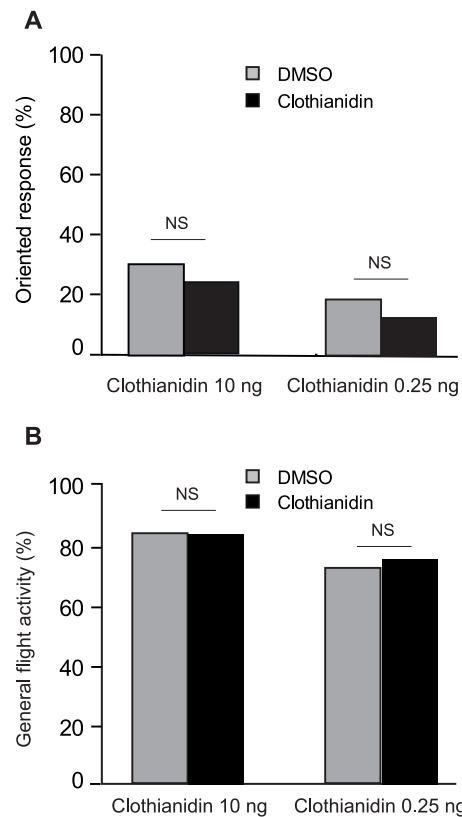 A
100
80
60
40
20
0
Oriented response (%)
DMSO
Clothianidin
NS
NS
Clothianidin 10 ng
Clothianidin 0.25 ng
B
100
80
60
40
20
0
General flight activity (%)
DMSO
Clothianidin
NS
NS
Clothianidin 10 ng
Clothianidin 0.25 ng